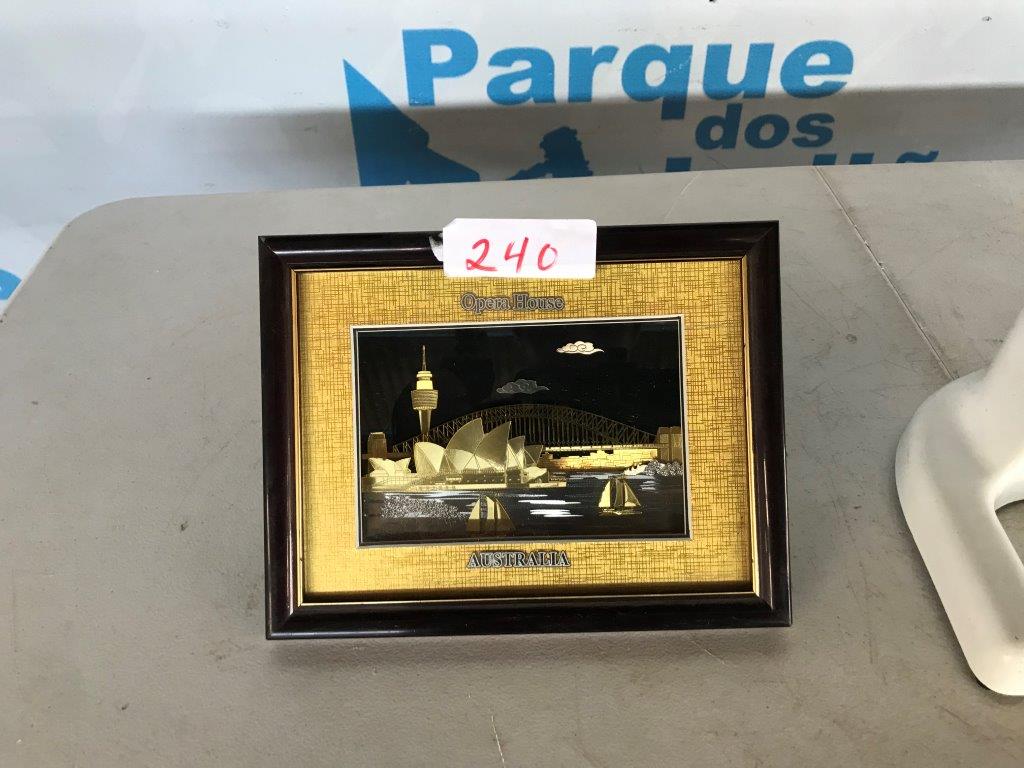 Parque
dos
240
Opera House
AUSTRALIA